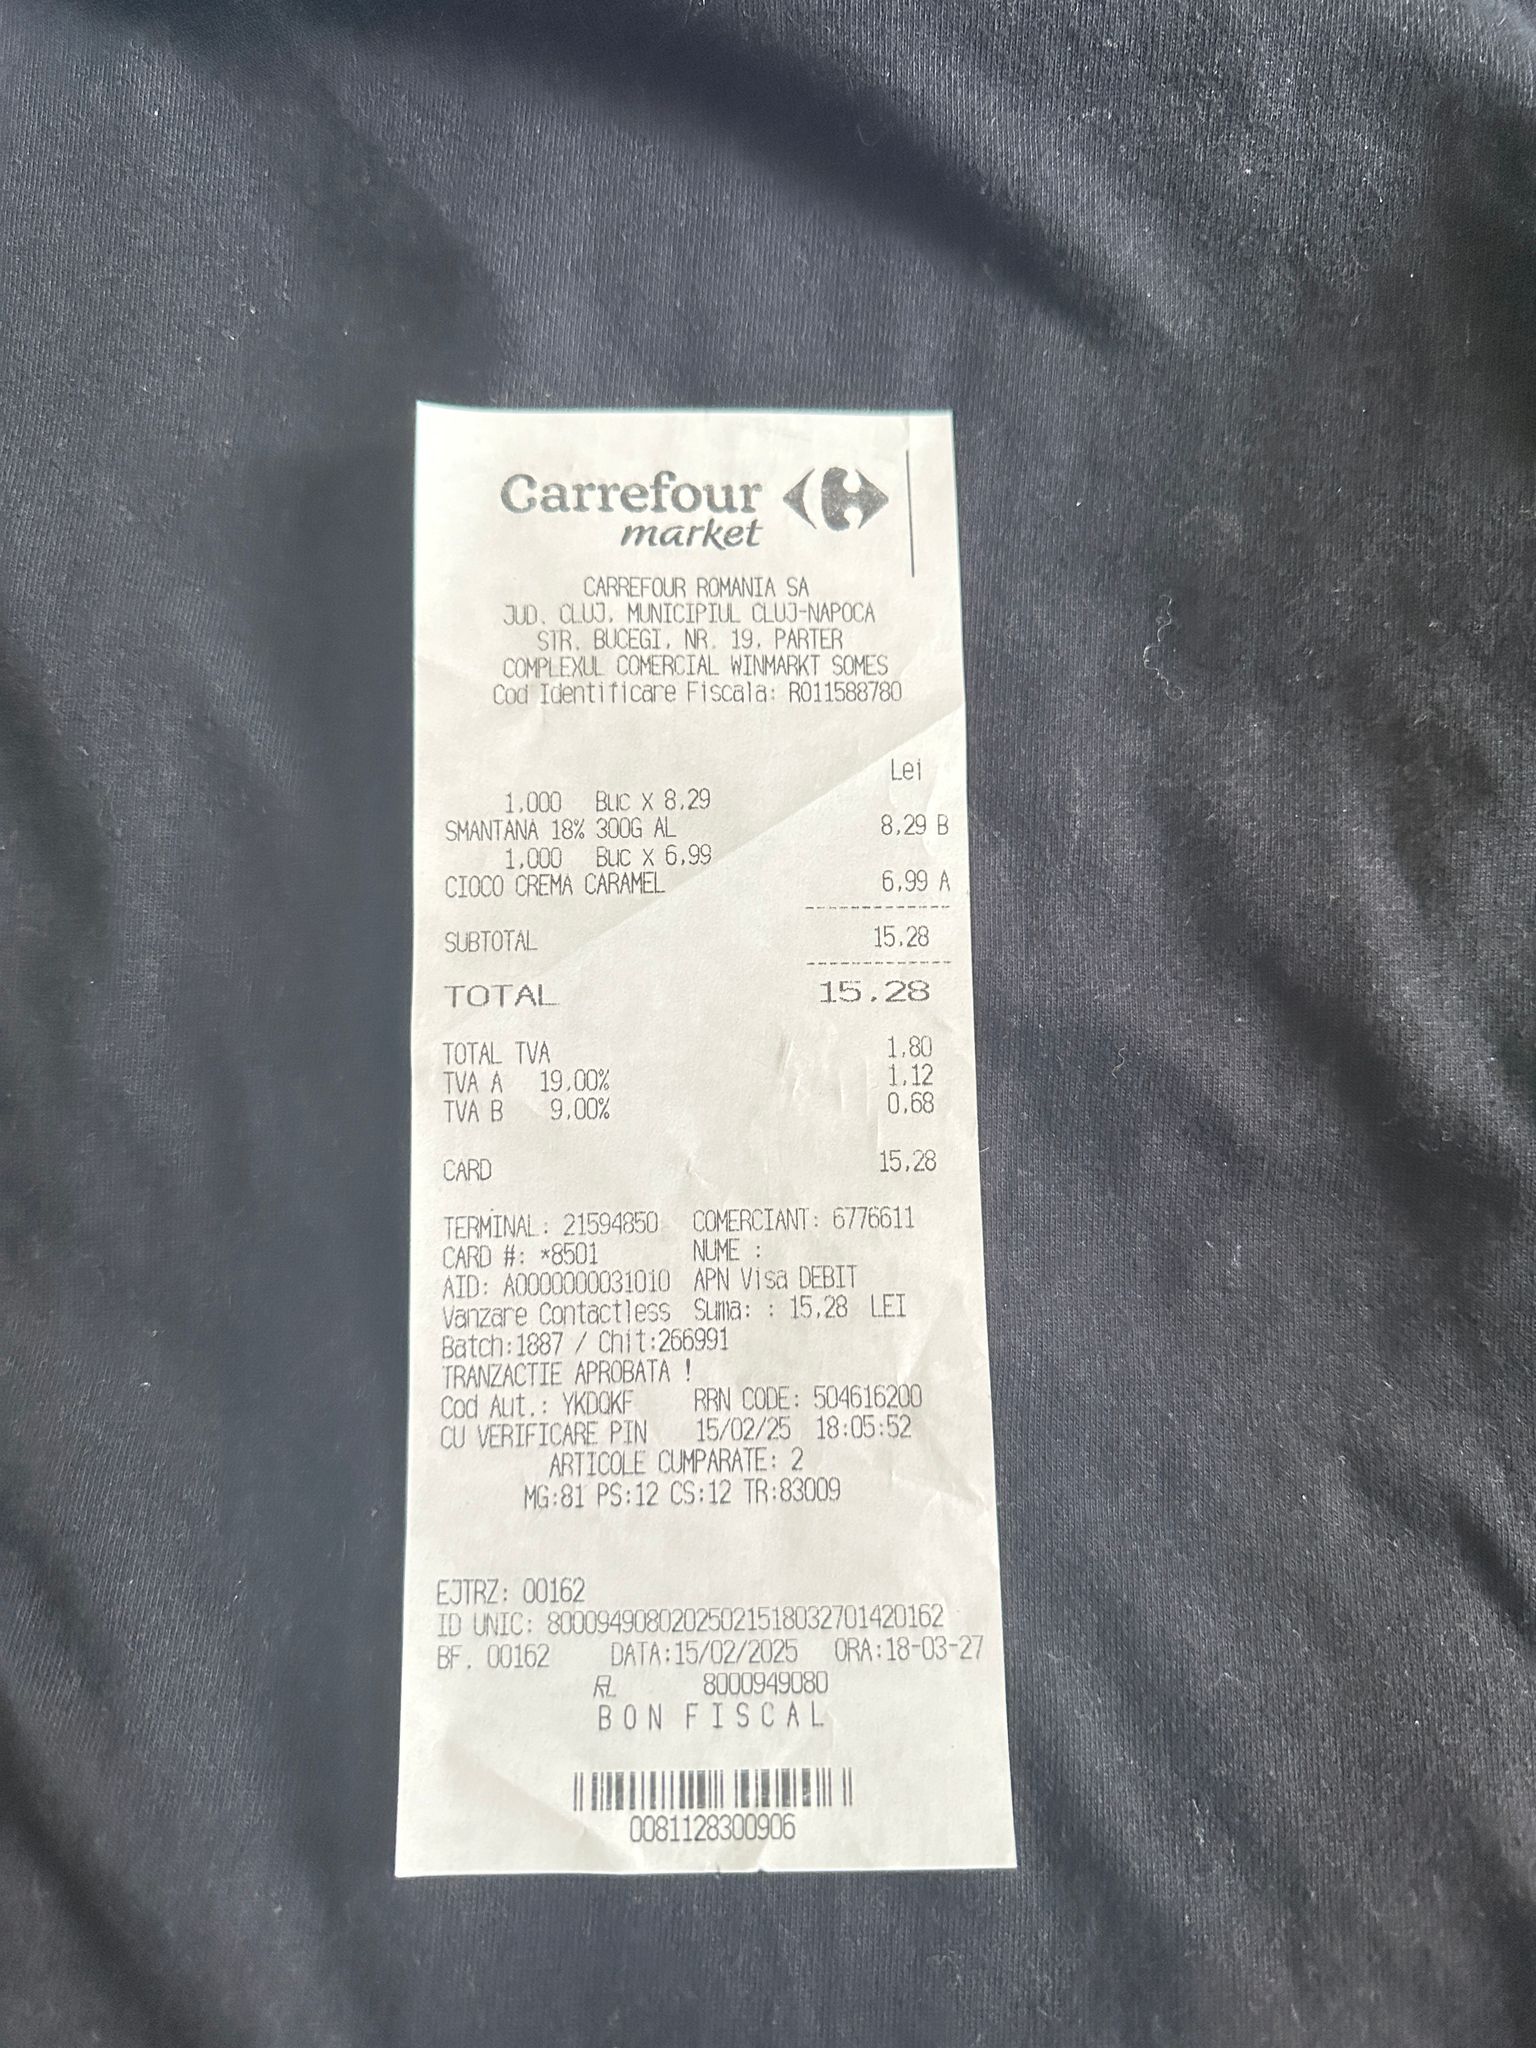 Carrefour
market
CARREFOUR ROMANIA SA
JUD. CLUJ, MUNICIPIUL CLUJ-NAPOCA
STR. BUCEGI, NR. 19, PARTER
COMPLEXUL COMERCIAL WINMARKT SOMES
Cod Identificare Fiscala: RO11588780
Lei
1,000 Buc X 8,29
SMANTANA 18% 300G AL 8,29 B
1,000 Buc X 6,99
CIOCO CREMA CARAMEL 6,99 A
SUBTOTAL 15,28
TOTAL 15.28
TOTAL TVA 1,80
TVA A 19,00% 1,12
TVA B 9,00% 0,68
CARD 15,28
TERMINAL: 21594850 COMERCIANT: 6776611
CARD #: *8501 NUME :
AID: A0000000031010 APN Visa DEBIT
Vanzare Contactless Suma: : 15,28 LEI
Batch:1887 / Chit:266991
TRANZACTIE APROBATA !
Cod Aut.: YKDQKF RRN CODE: 504616200
CU VERIFICARE PIN 15/02/25 18:05:52
ARTICOLE CUMPARATE: 2
MG:81 PS:12 CS:12 TR:83009
EJTRZ: 00162
ID UNIC: 8000949080202502151803270142​0162
BF. 00162 DATA:15/02/2025 ORA:18-03-27
8000949080
BON FISCAL
0081128300906